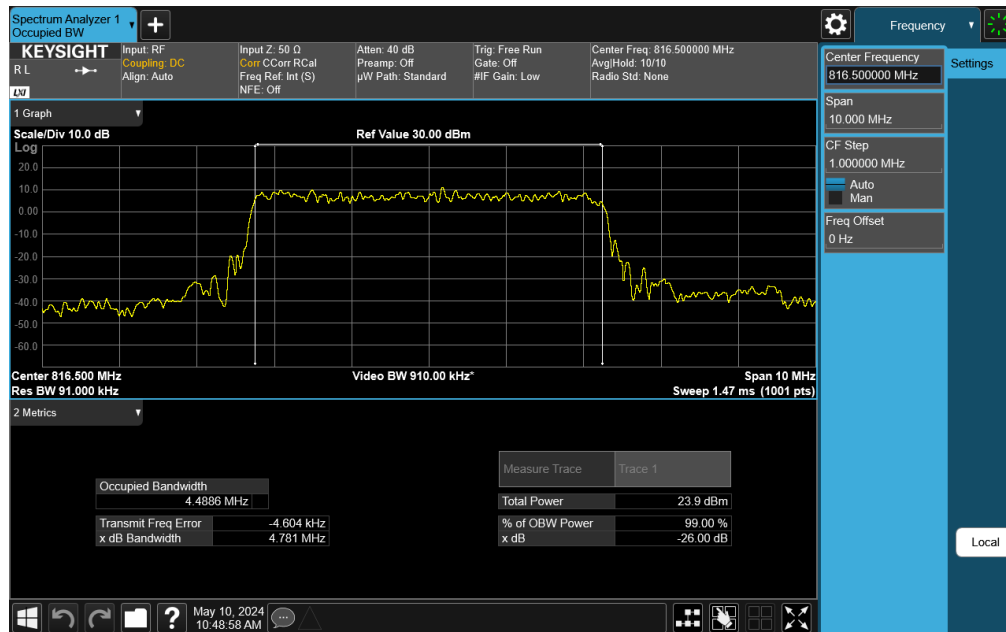 Spectrum Analyzer 1
Occupied BW
Frequency
KEYSIGHT
R L
LXI
Input: RF
Coupling: DC
Align: Auto
Input Z: 50 Ω
Corr CCorr RCal
Freq Ref: Int (S)
NFE: Off
Atten: 40 dB
Preamp: Off
µW Path: Standard
Trig: Free Run
Gate: Off
#IF Gain: Low
Center Freq: 816.500000 MHz
Avg|Hold: 10/10
Radio Std: None
Center Frequency
816.500000 MHz
Settings
Span
10.000 MHz
CF Step
1.000000 MHz
Auto
Man
Freq Offset
0 Hz
Local
1 Graph
Scale/Div 10.0 dB
Ref Value 30.00 dBm
Log
20.0
10.0
0.00
-10.0
-20.0
-30.0
-40.0
-50.0
-60.0
Center 816.500 MHz
Video BW 910.00 kHz*
Span 10 MHz
Res BW 91.000 kHz
Sweep 1.47 ms (1001 pts)
2 Metrics
Measure Trace Trace 1
Occupied Bandwidth
4.4886 MHz
Total Power 23.9 dBm
Transmit Freq Error -4.604 kHz
% of OBW Power 99.00 %
x dB Bandwidth 4.781 MHz
x dB -26.00 dB
?
May 10, 2024
10:48:58 AM